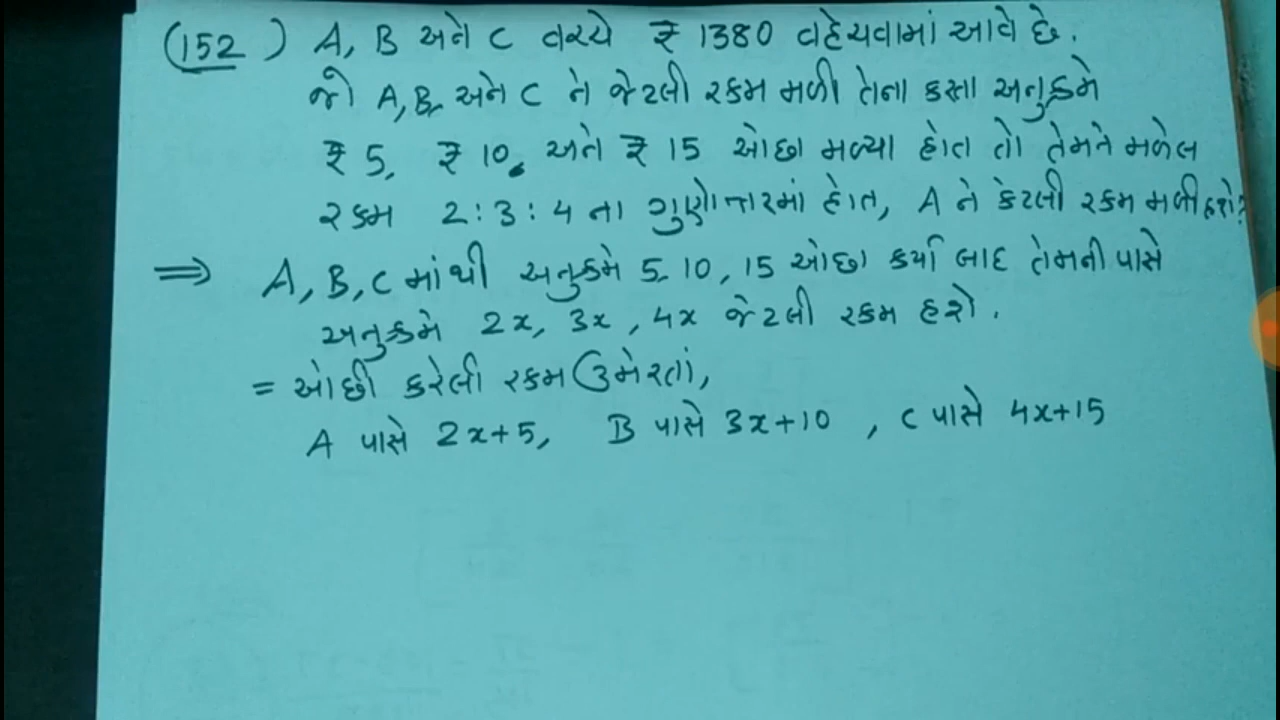 (152) A, B અને C વચ્ચે ₹ 1380 વહેચવામાં આવે છે.
જો A, B, અને C ને જેટલી રકમ મળી તેના કરતા અનુક્રમે
₹ 5, ₹ 10, અને ₹ 15 ઓછા મળ્યા હોત તો તેમને મળેલ
રકમ 2:3:4 ના ગુણોત્તરમાં હોત, A ને કેટલી રકમ મળી હશે?
⇒ A, B, C માંથી અનુક્રમે 5, 10, 15 ઓછા કર્યા બાદ તેમની પાસે
અનુક્રમે 2x, 3x, 4x જેટલી રકમ હશે.
= ઓછી કરેલી રકમ ઉમેરતાં,
A પાસે 2x+5, B પાસે 3x+10, C પાસે 4x+15